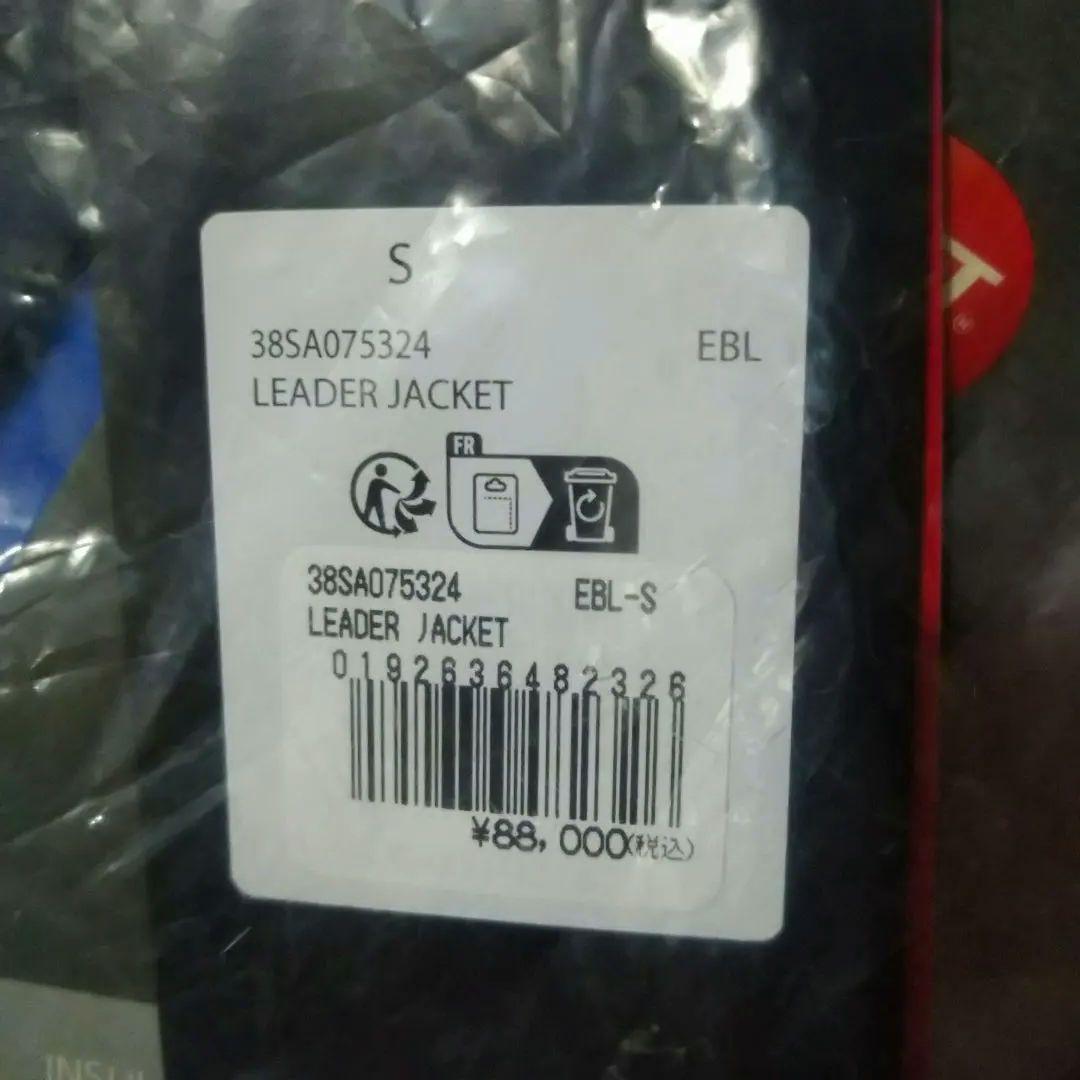 S
38SA075324 EBL
LEADER JACKET
FR
38SA075324 EBL-S
LEADER JACKET
0192636482326
¥88,000(税込)
T
®